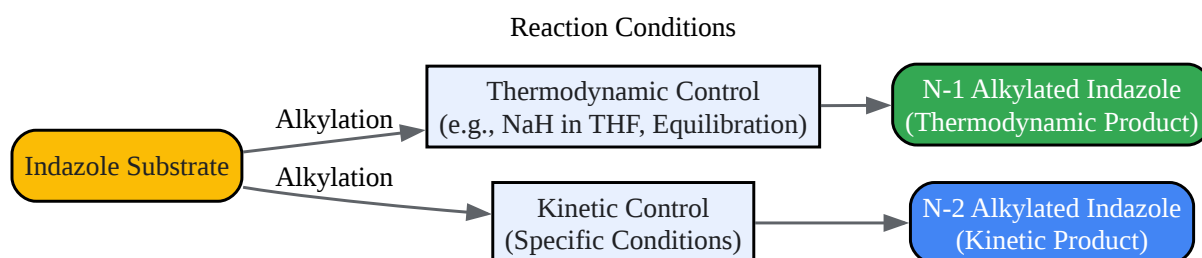 Reaction Conditions
Indazole Substrate
Alkylation
Alkylation
Thermodynamic Control
(e.g., NaH in THF, Equilibration)
N-1 Alkylated Indazole
(Thermodynamic Product)
Kinetic Control
(Specific Conditions)
N-2 Alkylated Indazole
(Kinetic Product)